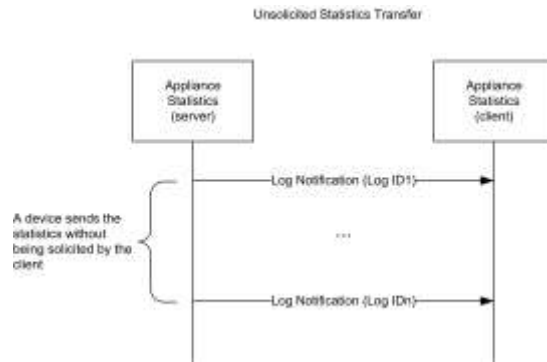 Unsolicited Statistics Transfer
Appliance
Statistics
(server)
Appliance
Statistics
(client)
Log Notification (Log ID1)
A device sends the
statistics without
being solicited by the
client
...
Log Notification (Log IDn)